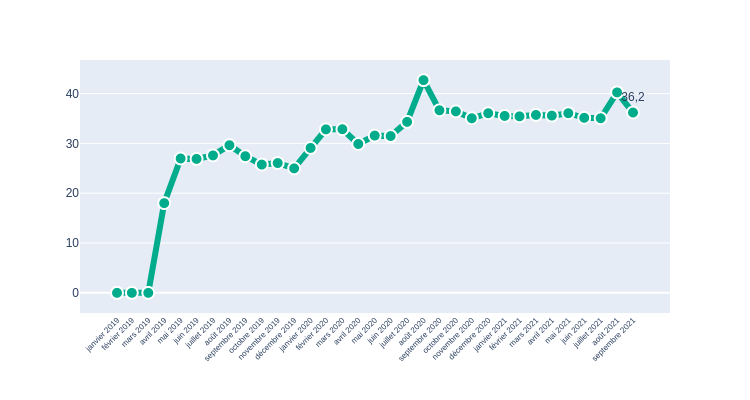 40
36,2
30
20
10
0
janvier 2019
février 2019
mars 2019
avril 2019
mai 2019
juin 2019
juillet 2019
août 2019
septembre 2019
octobre 2019
novembre 2019
décembre 2019
janvier 2020
février 2020
mars 2020
avril 2020
mai 2020
juin 2020
juillet 2020
août 2020
septembre 2020
octobre 2020
novembre 2020
décembre 2020
janvier 2021
février 2021
mars 2021
avril 2021
mai 2021
juin 2021
juillet 2021
août 2021
septembre 2021